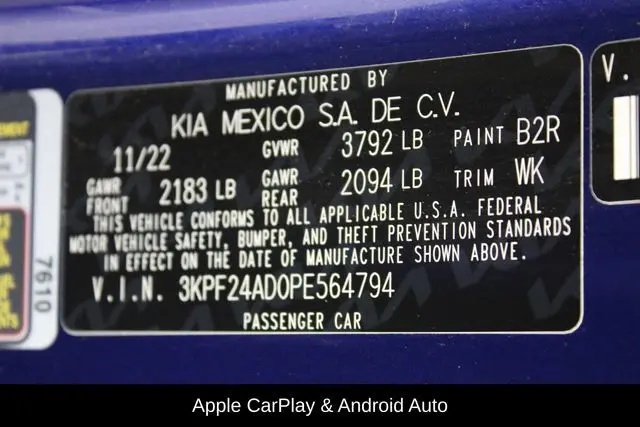 MANUFACTURED BY
KIA MEXICO S.A. DE C.V.
11/22 GVWR 3792 LB PAINT B2R
GAWR FRONT 2183 LB GAWR REAR 2094 LB TRIM WK
THIS VEHICLE CONFORMS TO ALL APPLICABLE U.S.A. FEDERAL
MOTOR VEHICLE SAFETY, BUMPER, AND THEFT PREVENTION STANDARDS
IN EFFECT ON THE DATE OF MANUFACTURE SHOWN ABOVE.
V.I.N. 3KPF24AD0PE564794
PASSENGER CAR
7610
V.
Apple CarPlay & Android Auto